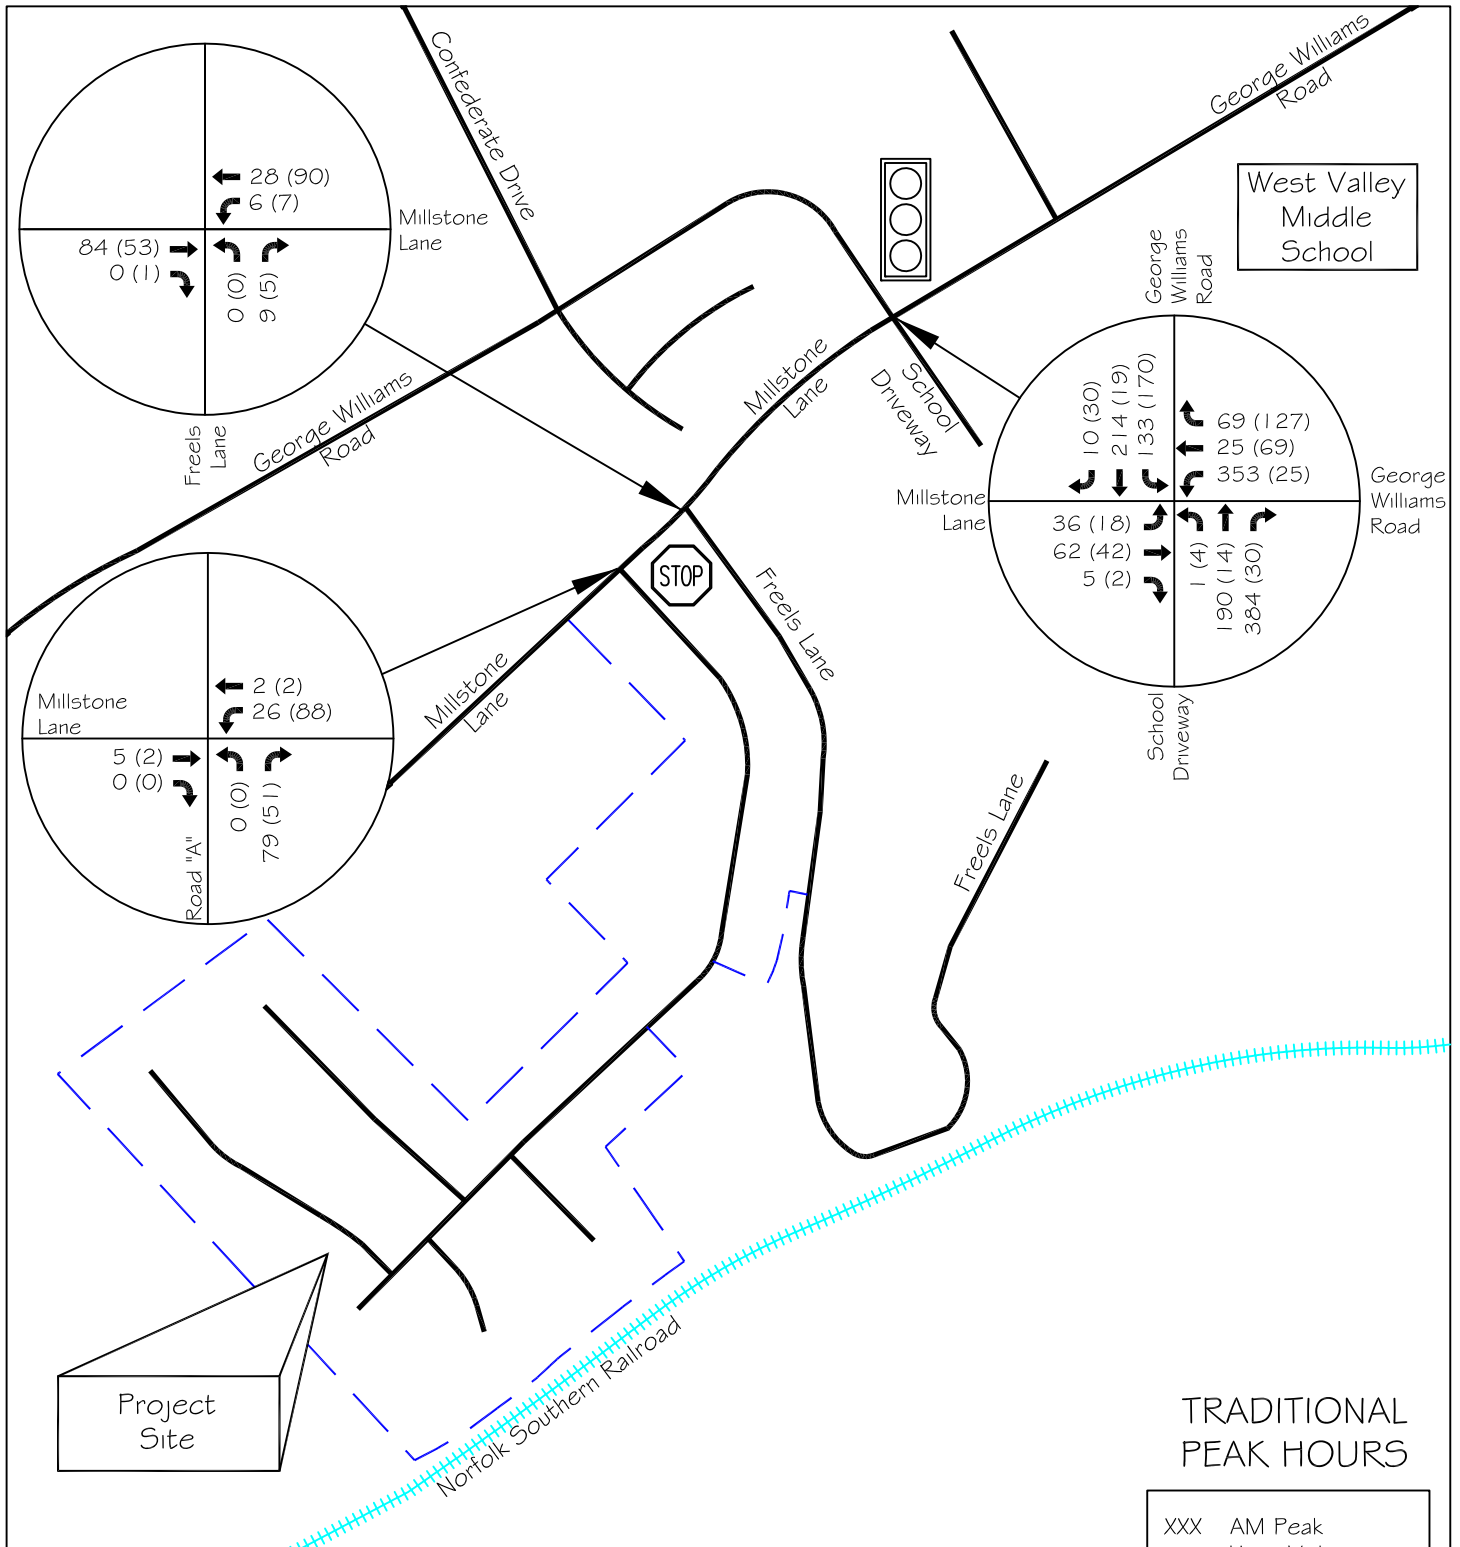 Confederate Drive
George Williams
Road
West Valley
Middle
School
28 (90)
6 (7)
84 (53)
0 (1)
0 (0)
9 (5)
Millstone
Lane
Freels
Lane
George Williams
Road
Millstone
Lane
School
Driveway
George
Williams
Road
10 (30)
214 (19)
133 (170)
69 (127)
25 (69)
353 (25)
Millstone
Lane
George
Williams
Road
36 (18)
62 (42)
5 (2)
1 (4)
190 (14)
384 (30)
School
Driveway
STOP
Freels Lane
Millstone
Lane
Millstone
Lane
2 (2)
26 (88)
5 (2)
0 (0)
0 (0)
79 (51)
Road "A"
Freels Lane
Norfolk Southern Railroad
Project
Site
TRADITIONAL
PEAK HOURS
XXX AM Peak